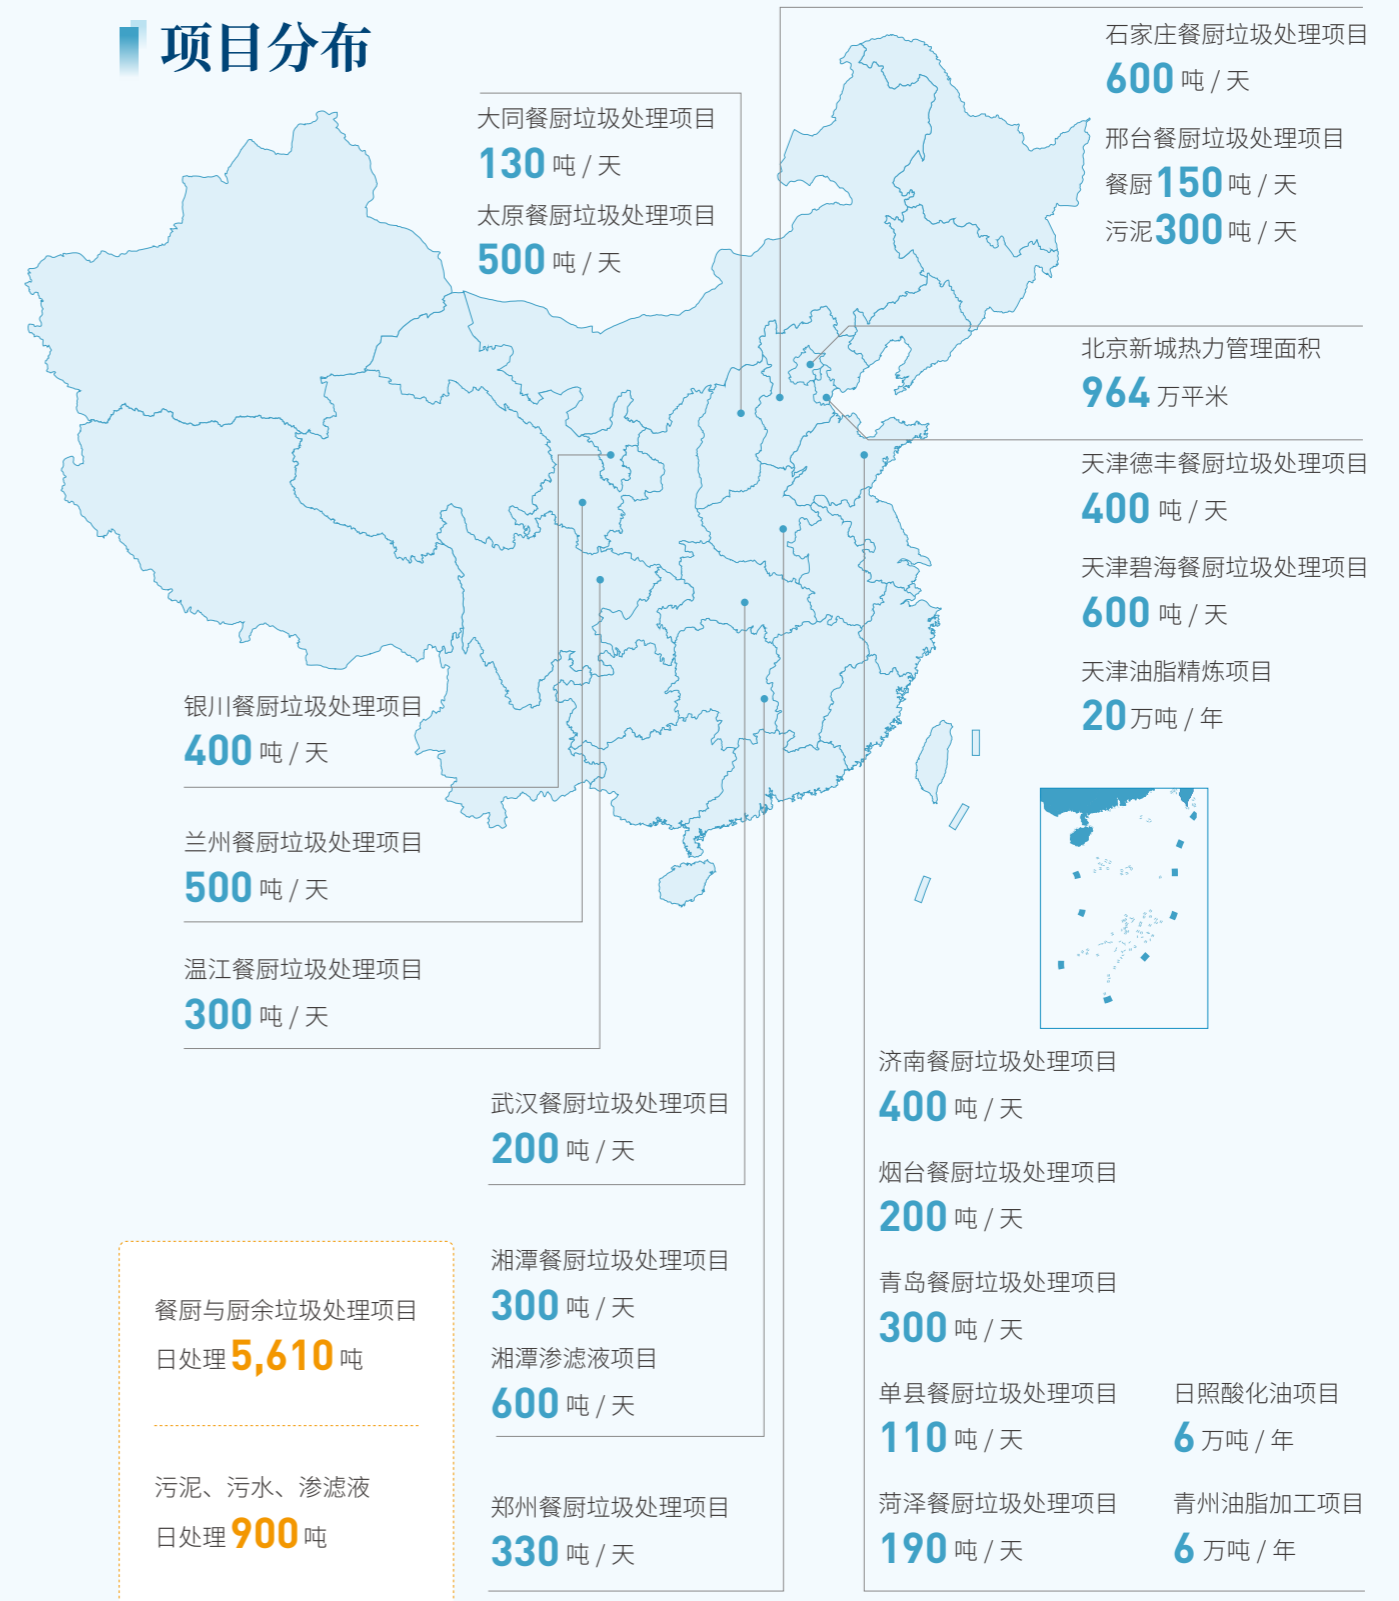 项目分布
大同餐厨垃圾处理项目
130 吨 / 天
太原餐厨垃圾处理项目
500 吨 / 天
石家庄餐厨垃圾处理项目
600 吨 / 天
邢台餐厨垃圾处理项目
餐厨150 吨 / 天
污泥300 吨 / 天
北京新城热力管理面积
964 万平米
天津德丰餐厨垃圾处理项目
400 吨 / 天
天津碧海餐厨垃圾处理项目
600 吨 / 天
天津油脂精炼项目
20万吨 / 年
银川餐厨垃圾处理项目
400 吨 / 天
兰州餐厨垃圾处理项目
500 吨 / 天
温江餐厨垃圾处理项目
300 吨 / 天
武汉餐厨垃圾处理项目
200 吨 / 天
湘潭餐厨垃圾处理项目
300 吨 / 天
湘潭渗滤液项目
600 吨 / 天
郑州餐厨垃圾处理项目
330 吨 / 天
济南餐厨垃圾处理项目
400 吨 / 天
烟台餐厨垃圾处理项目
200 吨 / 天
青岛餐厨垃圾处理项目
300 吨 / 天
单县餐厨垃圾处理项目
110 吨 / 天
菏泽餐厨垃圾处理项目
190 吨 / 天
日照酸化油项目
6 万吨 / 年
青州油脂加工项目
6 万吨 / 年
餐厨与厨余垃圾处理项目
日处理5,610 吨
污泥、污水、渗滤液
日处理900 吨